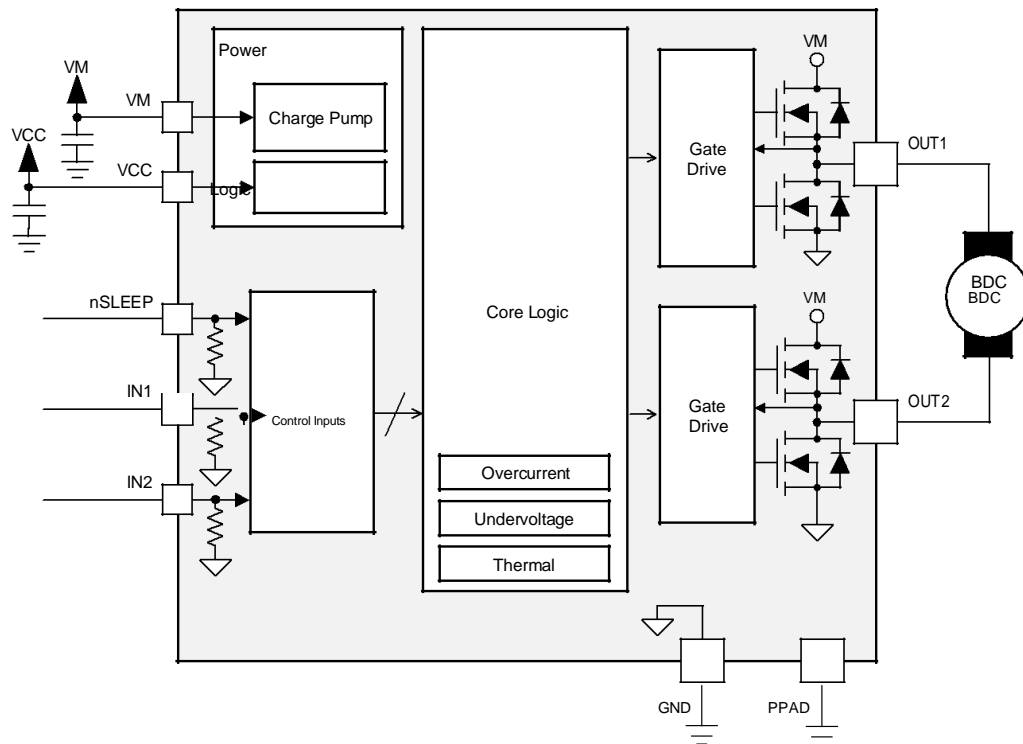 Power
VM
VM
VM
Charge Pump
VCC
OUT1
Gate
Drive
VCC
Logic
nSLEEP
BDC
BDC
Core Logic
VM
IN1
OUT2
Control Inputs
Gate
Drive
Overcurrent
IN2
Undervoltage
Thermal
GND
PPAD